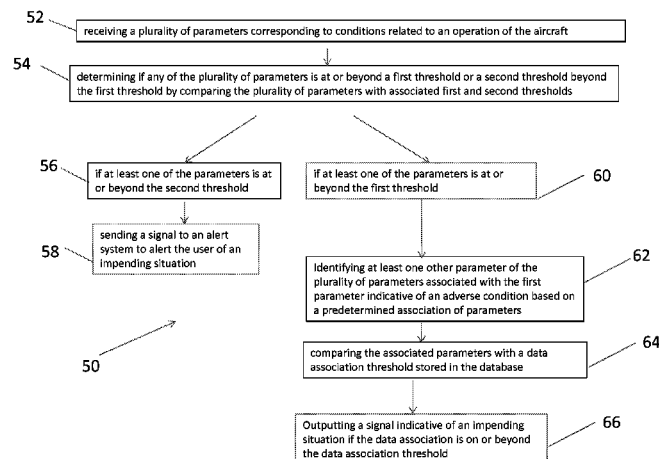 52
receiving a plurality of parameters corresponding to conditions related to an operation of the aircraft
54
determining if any of the plurality of parameters is at or beyond a first threshold or a second threshold beyond
the first threshold by comparing the plurality of parameters with associated first and second thresholds
56
if at least one of the parameters is at
or beyond the second threshold
if at least one of the parameters is at or
beyond the first threshold
60
58
sending a signal to an alert
system to alert the user of an
impending situation
62
Identifying at least one other parameter of the
plurality of parameters associated with the first
parameter indicative of an adverse condition based on
a predetermined association of parameters
50
64
comparing the associated parameters with a data
association threshold stored in the database
66
Outputting a signal indicative of an impending
situation if the data association is on or beyond
the data association threshold